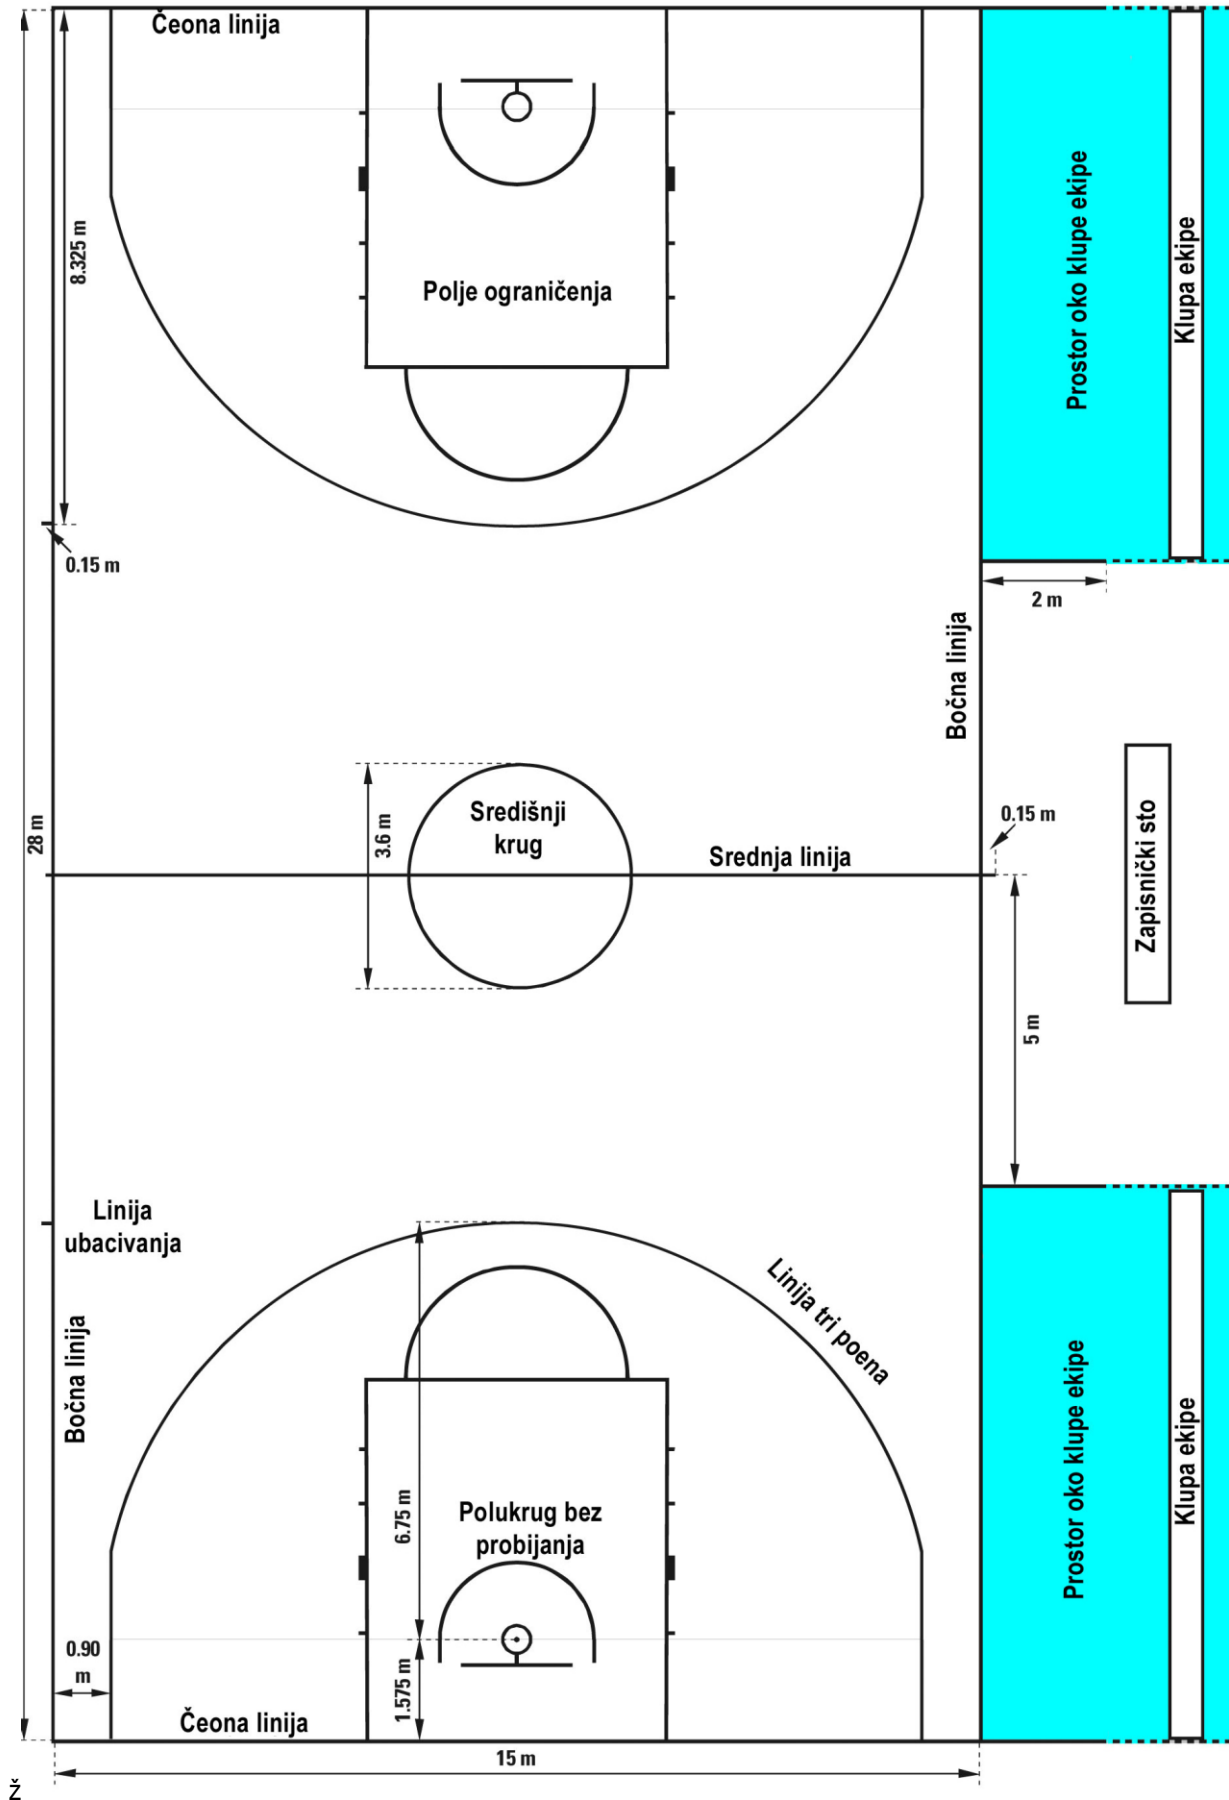 Čeona linija
8.325 m
Polje ograničenja
Prostor oko klupe ekipe
Klupa ekipe
0.15 m
2 m
Bočna linija
28 m
3.6 m
Središnji
krug
Srednja linija
0.15 m
Zapisnički sto
5 m
Linija
ubacivanja
Bočna linija
Linija tri poena
6.75 m
Polukrug bez
probijanja
Prostor oko klupe ekipe
Klupa ekipe
0.90
m
1.575 m
Čeona linija
15 m
ž